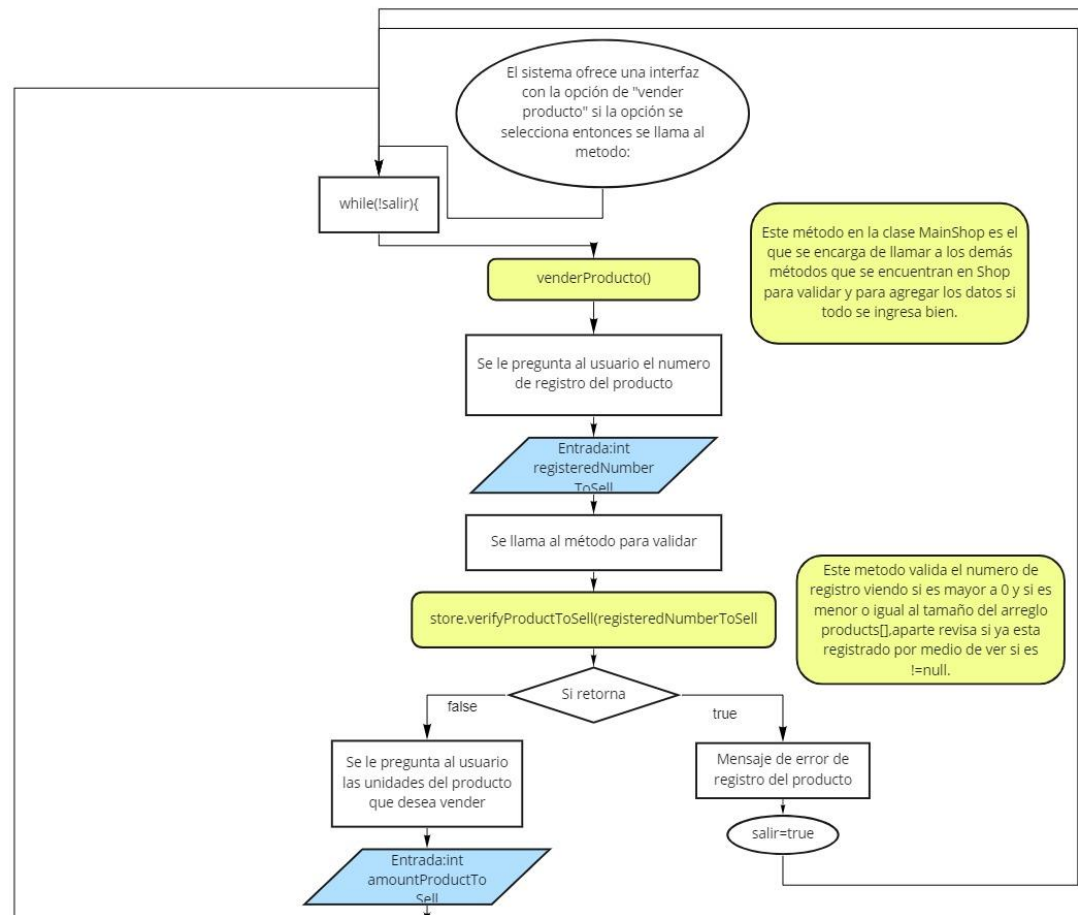 El sistema ofrece una interfaz
con la opción de "vender
producto" si la opción se
selecciona entonces se llama al
metodo:
while(!salir){
Este método en la clase MainShop es el
que se encarga de llamar a los demás
métodos que se encuentran en Shop
para validar y para agregar los datos si
todo se ingresa bien.
venderProducto()
Se le pregunta al usuario el numero
de registro del producto
Entrada:int
registeredNumber
ToSell
Se llama al método para validar
Este metodo valida el numero de
registro viendo si es mayor a 0 y si es
menor o igual al tamaño del arreglo
products[],aparte revisa si ya esta
registrado por medio de ver si es
!=null.
store.verifyProductToSell(registeredNumberToSell
Si retorna
false
true
Se le pregunta al usuario
las unidades del producto
que desea vender
Mensaje de error de
registro del producto
salir=true
Entrada:int
amountProductTo
Sell